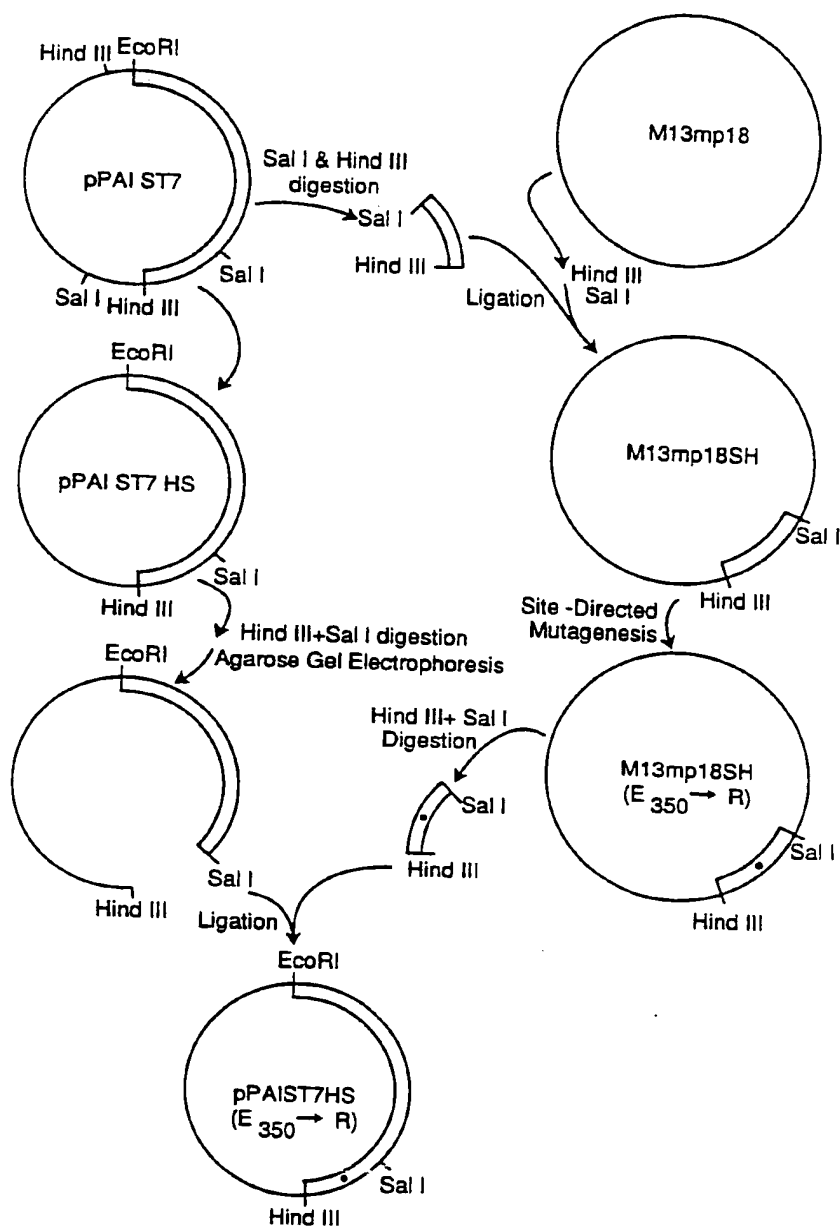 Hind III
EcoRI
pPAI ST7
Sal I
Hind III
Sal I
Sal I & Hind III
digestion
Sal I
Hind III
M13mp18
Hind III
Sal I
Ligation
EcoRI
pPAI ST7 HS
Sal I
Hind III
M13mp18SH
Sal I
Hind III
Site -Directed
Mutagenesis
Hind III+Sal I digestion
Agarose Gel Electrophoresis
EcoRI
Sal I
Hind III
Hind III+ Sal I
Digestion
Sal I
Hind III
M13mp18SH
(E 350 → R)
Sal I
Hind III
Ligation
EcoRI
pPAIST7HS
(E 350 → R)
Sal I
Hind III